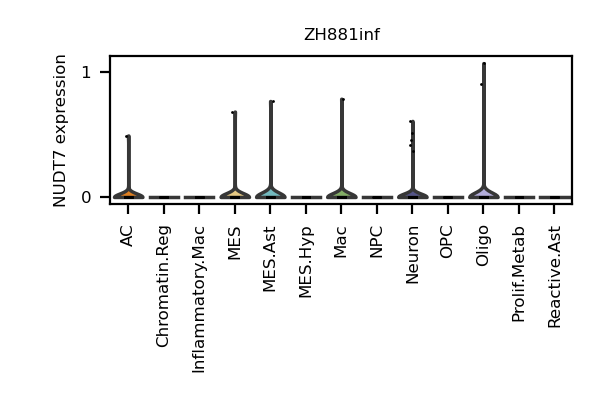 ZH881inf
NUDT7 expression
1
0
AC
Chromatin.Reg
Inflammatory.Mac
MES
MES.Ast
MES.Hyp
Mac
NPC
Neuron
OPC
Oligo
Prolif.Metab
Reactive.Ast